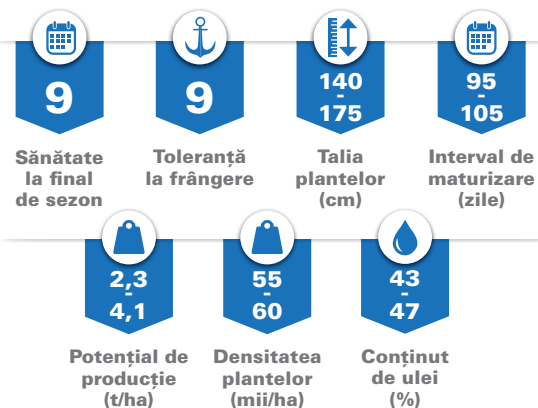 9
Sănătate
la final
de sezon
9
Toleranță
la frângere
140
-
175
Talia
plantelor
(cm)
95
-
105
Interval de
maturizare
(zile)
2,3
-
4,1
Potențial de
producție
(t/ha)
55
-
60
Densitatea
plantelor
(mii/ha)
43
-
47
Conținut
de ulei
(%)